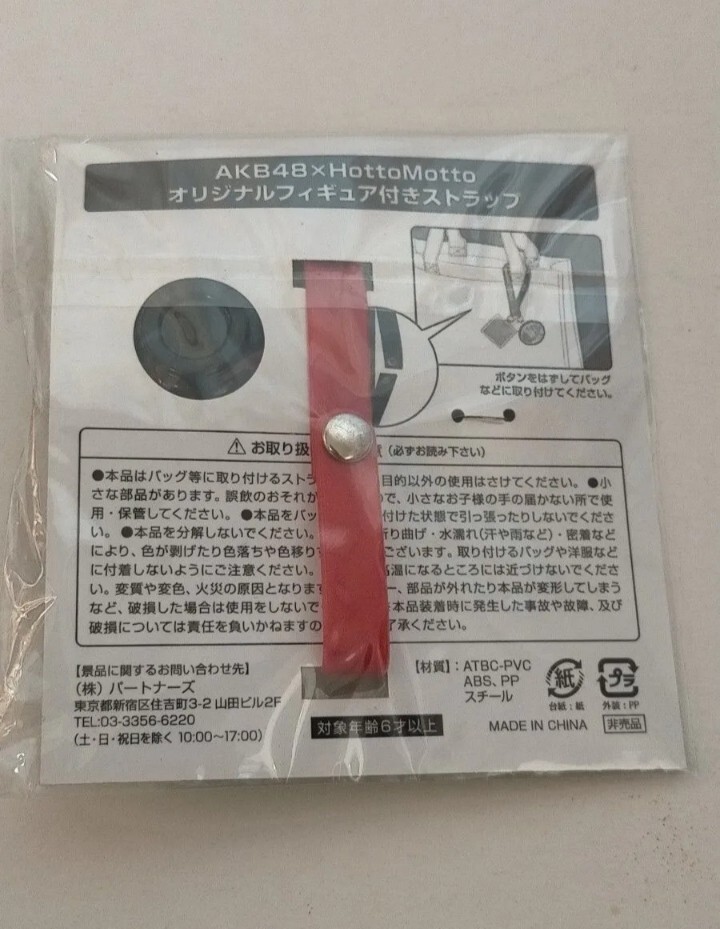 AKB48×HottoMotto
オリジナルフィギュア付きストラップ
ボタンをはずしてバッグ
などに取り付けてください。
お取り扱 (必ずお読み下さい)
●本品はバッグ等に取り付けるストラ 目的以外の使用はさけてください。 ●小
さな部品があります。誤飲のおそれが で、小さなお子様の手の届かない所で使
用・保管してください。 ●本品をバッ 付けた状態で引っ張ったりしないでくださ
い。 ●本品を分解しないでください。 折り曲げ・水濡れ(汗や雨など)・密着など
により、色が剥げたり色落ちや色移り ございます。取り付けるバッグや洋服など
に付着しないようにご注意ください。 高温になるところには近づけないでくださ
い。変質や変色、火災の原因となりま 一、部品が外れたり本品が変形してしまう
など、破損した場合は使用をしないで 本品装着時に発生した事故や故障、及び
破損については責任を負いかねますの 了承ください。
【景品に関するお問い合わせ先】
(株) パートナーズ
東京都新宿区住吉町3-2 山田ビル2F
TEL:03-3356-6220
(土・日・祝日を除く 10:00~17:00)
対象年齢6才以上
【材質】: ATBC-PVC
ABS、PP
スチール
紙
台紙:紙
プラ
外装:PP
MADE IN CHINA
非売品